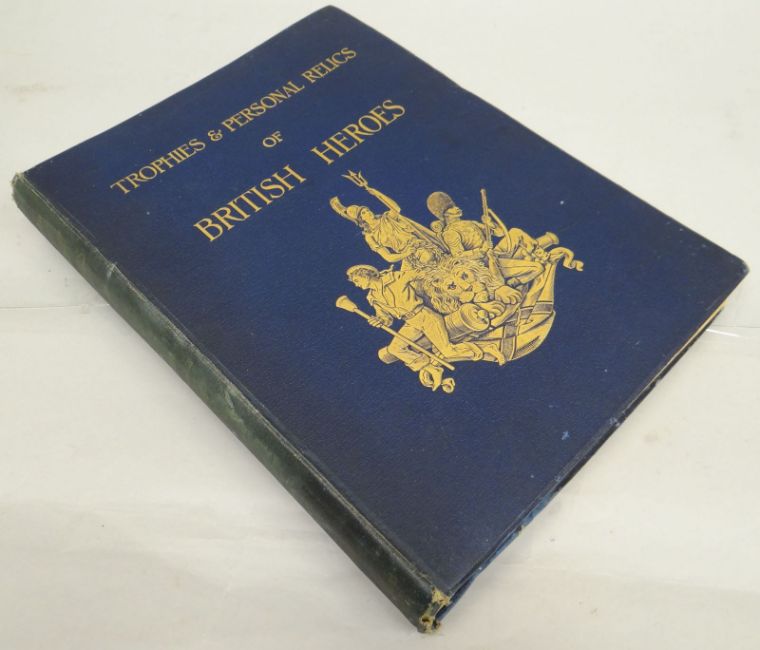 TROPHIES & PERSONAL RELICS
OF
BRITISH HEROES